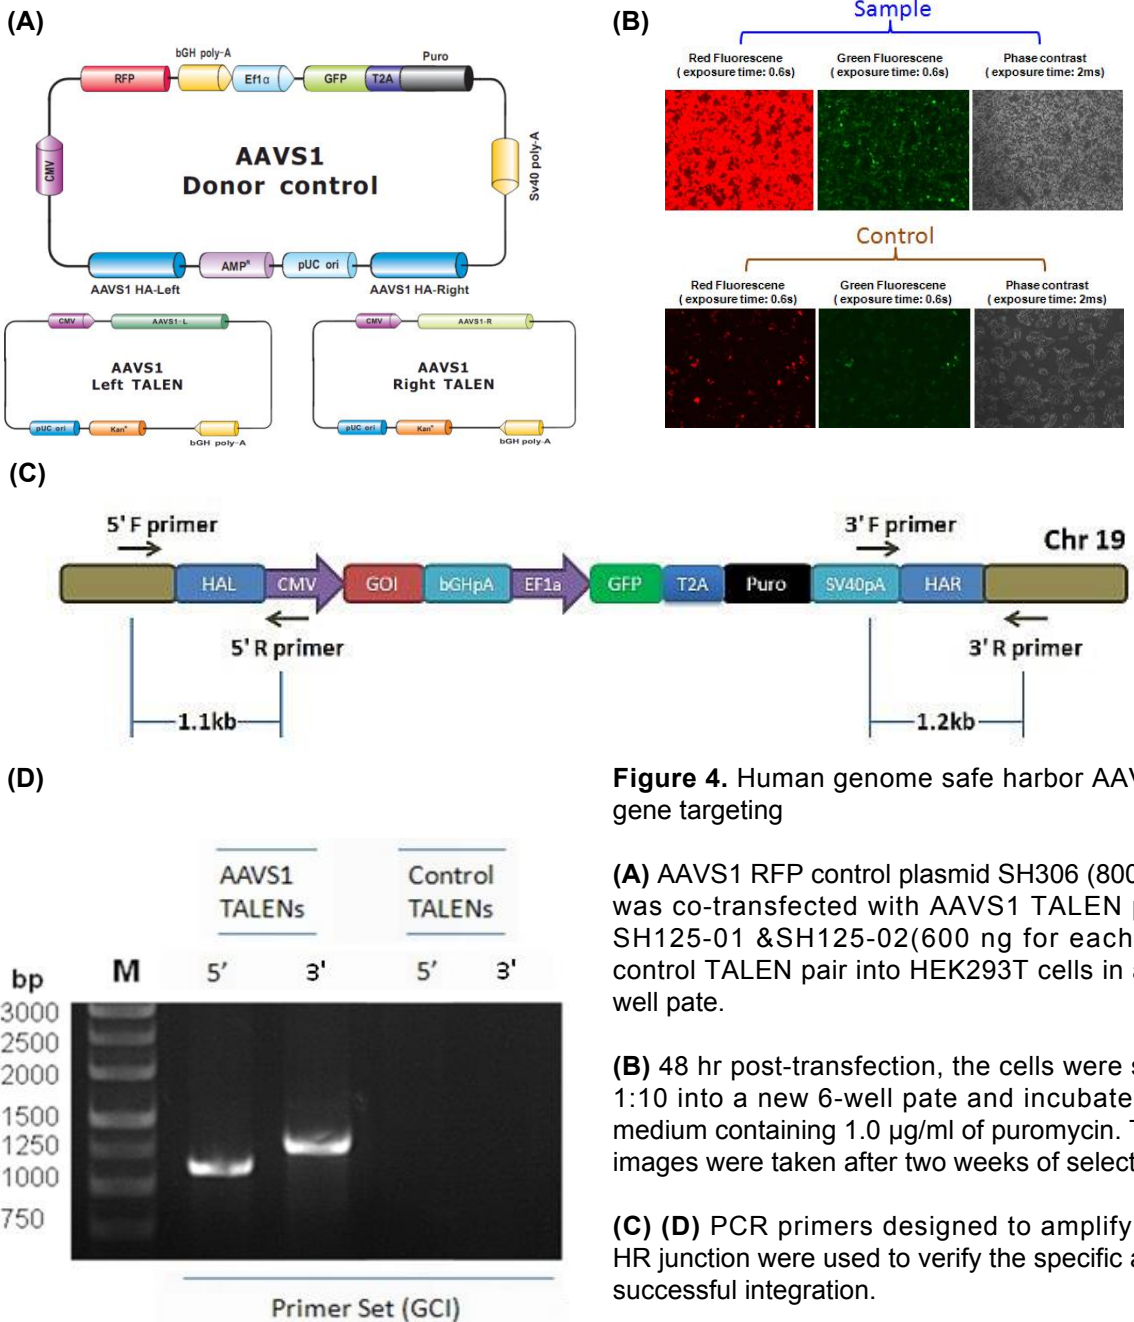 (A)
bGH poly-A
Puro
RFP
Ef1α
GFP
T2A
CMV
AAVS1
Donor control
Sv40 poly-A
AMPᴿ
pUC ori
AAVS1 HA-Left
AAVS1 HA-Right
CMV
AAVS1-L
AAVS1
Left TALEN
pUC ori
Kanᴿ
bGH poly-A
CMV
AAVS1-R
AAVS1
Right TALEN
pUC ori
Kanᴿ
bGH poly-A
(B)
Sample
Red Fluorescene
( exposure time: 0.6s)
Green Fluorescene
( exposure time: 0.6s)
Phase contrast
( exposure time: 2ms)
Control
Red Fluorescene
( exposure time: 0.6s)
Green Fluorescene
( exposure time: 0.6s)
Phase contrast
( exposure time: 2ms)
(C)
5' F primer
3' F primer
Chr 19
HAL
CMV
GOI
bGHpA
EF1a
GFP
T2A
Puro
SV40pA
HAR
5' R primer
3' R primer
1.1kb
1.2kb
(D)
AAVS1
TALENs
Control
TALENs
bp
M
5'
3'
5'
3'
3000
2500
2000
1500
1250
1000
750
Primer Set (GCI)
Figure 4. Human genome safe harbor AAV
gene targeting
(A) AAVS1 RFP control plasmid SH306 (800
was co-transfected with AAVS1 TALEN p
SH125-01 &SH125-02(600 ng for each
control TALEN pair into HEK293T cells in a
well pate.
(B) 48 hr post-transfection, the cells were s
1:10 into a new 6-well pate and incubate
medium containing 1.0 µg/ml of puromycin. T
images were taken after two weeks of select
(C) (D) PCR primers designed to amplify
HR junction were used to verify the specific a
successful integration.